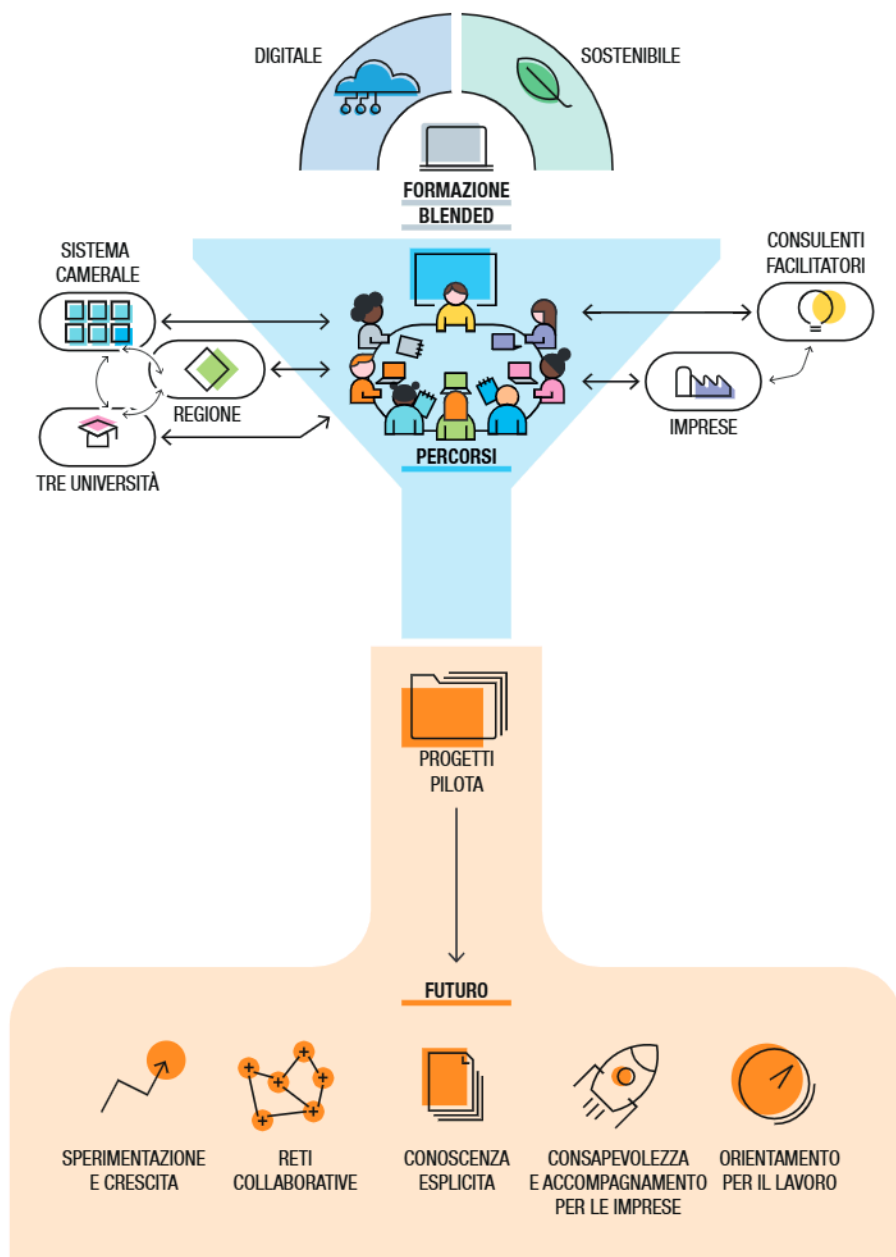 DIGITALE
SOSTENIBILE
FORMAZIONE
BLENDED
SISTEMA
CAMERALE
CONSULENTI
FACILITATORI
REGIONE
IMPRESE
TRE UNIVERSITÀ
PERCORSI
PROGETTI
PILOTA
FUTURO
SPERIMENTAZIONE
E CRESCITA
RETI
COLLABORATIVE
CONOSCENZA
ESPLICITA
CONSAPEVOLEZZA
E ACCOMPAGNAMENTO
PER LE IMPRESE
ORIENTAMENTO
PER IL LAVORO